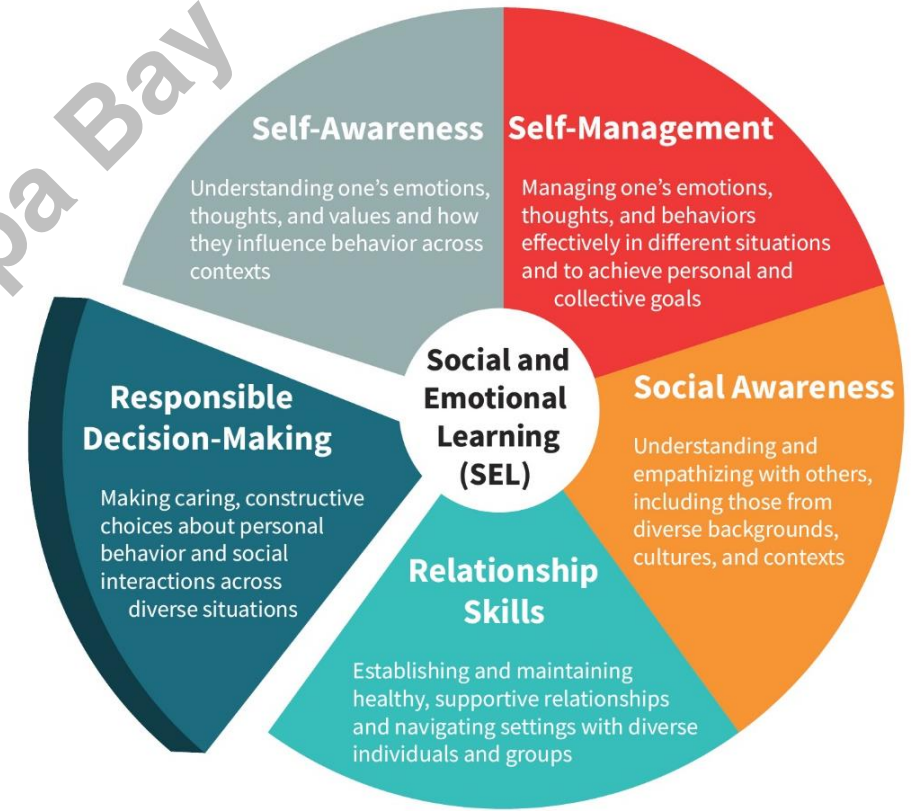 pa Bay
Self-Awareness
Understanding one’s emotions,
thoughts, and values and how
they influence behavior across
contexts
Self-Management
Managing one’s emotions,
thoughts, and behaviors
effectively in different situations
and to achieve personal and
collective goals
Social Awareness
Understanding and
empathizing with others,
including those from
diverse backgrounds,
cultures, and contexts
Relationship
Skills
Establishing and maintaining
healthy, supportive relationships
and navigating settings with diverse
individuals and groups
Responsible
Decision-Making
Making caring, constructive
choices about personal
behavior and social
interactions across
diverse situations
Social and
Emotional
Learning
(SEL)